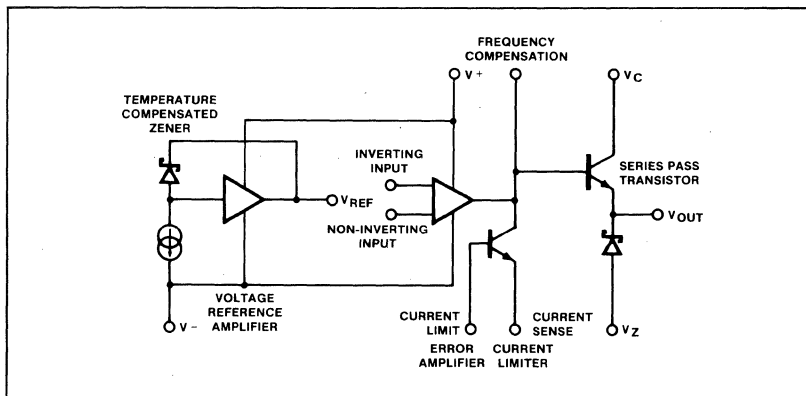 FREQUENCY
COMPENSATION
V+
VC
TEMPERATURE
COMPENSATED
ZENER
INVERTING
INPUT
SERIES PASS
TRANSISTOR
VREF
VOUT
NON-INVERTING
INPUT
VOLTAGE
REFERENCE
AMPLIFIER
V-
CURRENT
LIMIT
ERROR
AMPLIFIER
CURRENT
SENSE
CURRENT
LIMITER
VZ